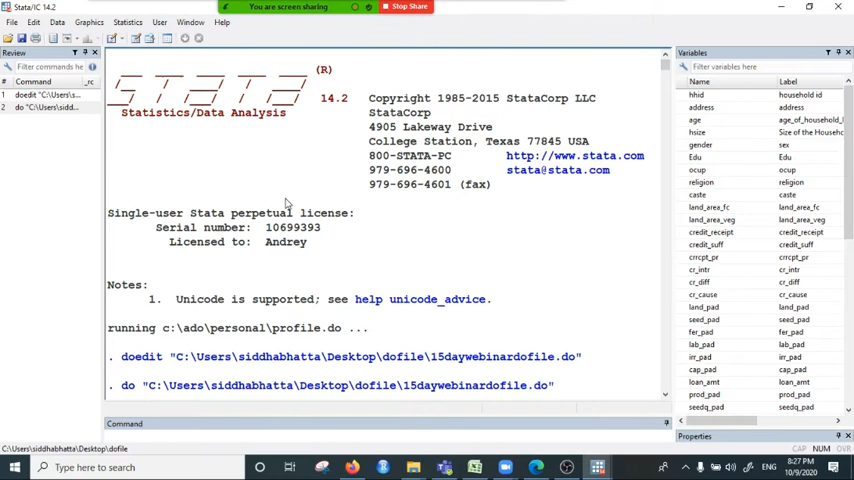 Stata/IC 14.2
You are screen sharing
Stop Share
File Edit Data Graphics Statistics User Window Help
Review
Filter commands he
# Command _rc
1 doedit "C:\Users\s...
2 do "C:\Users\sidd...
(R)
14.2 Copyright 1985-2015 StataCorp LLC
Statistics/Data Analysis StataCorp
4905 Lakeway Drive
College Station, Texas 77845 USA
800-STATA-PC http://www.stata.com
979-696-4600 stata@stata.com
979-696-4601 (fax)
Single-user Stata perpetual license:
Serial number: 10699393
Licensed to: Andrey
Notes:
1. Unicode is supported; see help unicode_advice.
running c:\ado\personal\profile.do ...
. doedit "C:\Users\siddhabhatta\Desktop\dofile\15daywebinardofile.do"
. do "C:\Users\siddhabhatta\Desktop\dofile\15daywebinardofile.do"
Command
Variables
Filter variables here
Name Label
hhid household id
address address
age age_of_household_l
hsize Size of the Househo
gender sex
Edu Edu
ocup ocup
religion religion
caste caste
land_area_fc land_area_fc
land_area_veg land_area_veg
credit_receipt credit_receipt
credit_suff credit_suff
crrcpt_pr crrcpt_pr
cr_intr cr_intr
cr_diff cr_diff
cr_cause cr_cause
land_pad land_pad
seed_pad seed_pad
fer_pad fer_pad
lab_pad lab_pad
irr_pad irr_pad
cap_pad cap_pad
loan_amt loan_amt
prod_pad prod_pad
seedq_pad seedq_pad
Properties
C:\Users\siddhabhatta\Desktop\dofile
CAP NUM OVR
Type here to search
ENG
8:27 PM
10/9/2020